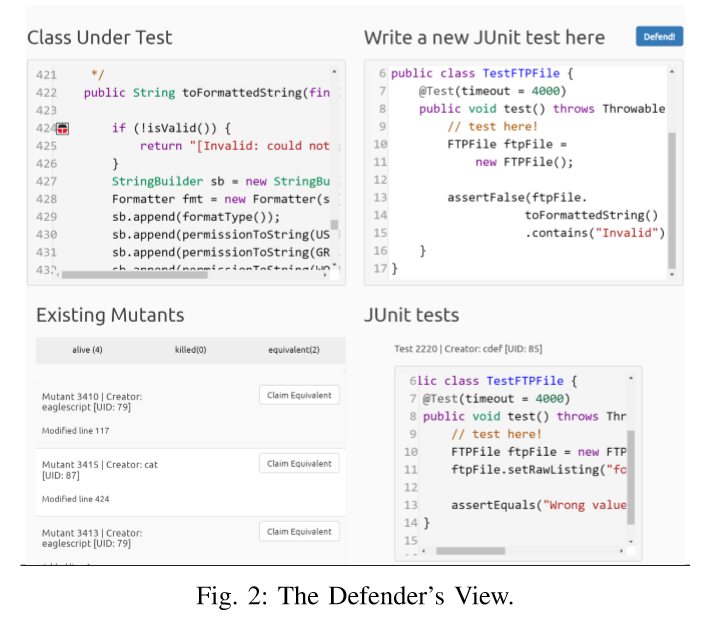 Class Under Test
421 */
422 public String toFormattedString(fin
423
424 if (!isValid()) {
425 return "[Invalid: could not
426 }
427 StringBuilder sb = new StringBu
428 Formatter fmt = new Formatter(s
429 sb.append(formatType());
430 sb.append(permissionToString(US
431 sb.append(permissionToString(GR
432 sb.append(permissionToString(WO
Write a new JUnit test here
Defend!
6 public class TestFTPFile {
7 @Test(timeout = 4000)
8 public void test() throws Throwable
9 // test here!
10 FTPFile ftpFile =
11 new FTPFile();
12
13 assertFalse(ftpFile.
14 toFormattedString()
15 .contains("Invalid")
16 }
17 }
Existing Mutants
alive (4) killed(0) equivalent(2)
Mutant 3410 | Creator:
eaglescript [UID: 79]
Claim Equivalent
Modified line 117
Mutant 3415 | Creator: cat
[UID: 87]
Claim Equivalent
Modified line 424
Mutant 3413 | Creator:
eaglescript [UID: 79]
Claim Equivalent
JUnit tests
Test 2220 | Creator: cdef [UID: 85]
6lic class TestFTPFile {
7 @Test(timeout = 4000)
8 public void test() throws Thr
9 // test here!
10 FTPFile ftpFile = new FTP
11 ftpFile.setRawListing("fo
12
13 assertEquals("Wrong value
14 }
15
Fig. 2: The Defender's View.